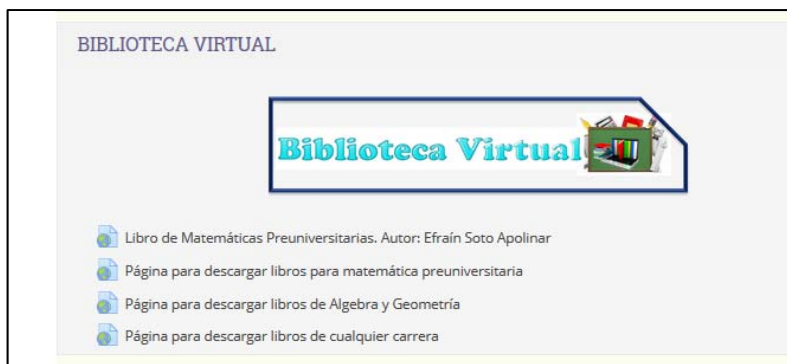 BIBLIOTECA VIRTUAL
Biblioteca Virtual
Libro de Matemáticas Preuniversitarias. Autor: Efraín Soto Apolinar
Página para descargar libros para matemática preuniversitaria
Página para descargar libros de Algebra y Geometría
Página para descargar libros de cualquier carrera